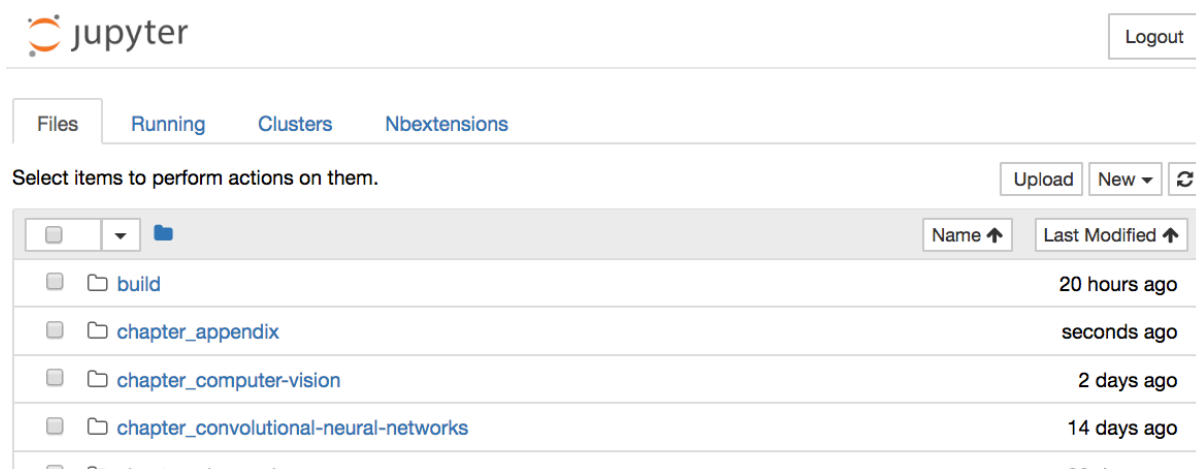 jupyter
Logout
Files Running Clusters Nbextensions
Select items to perform actions on them.
Upload New
Name Last Modified
build 20 hours ago
chapter_appendix seconds ago
chapter_computer-vision 2 days ago
chapter_convolutional-neural-networks 14 days ago